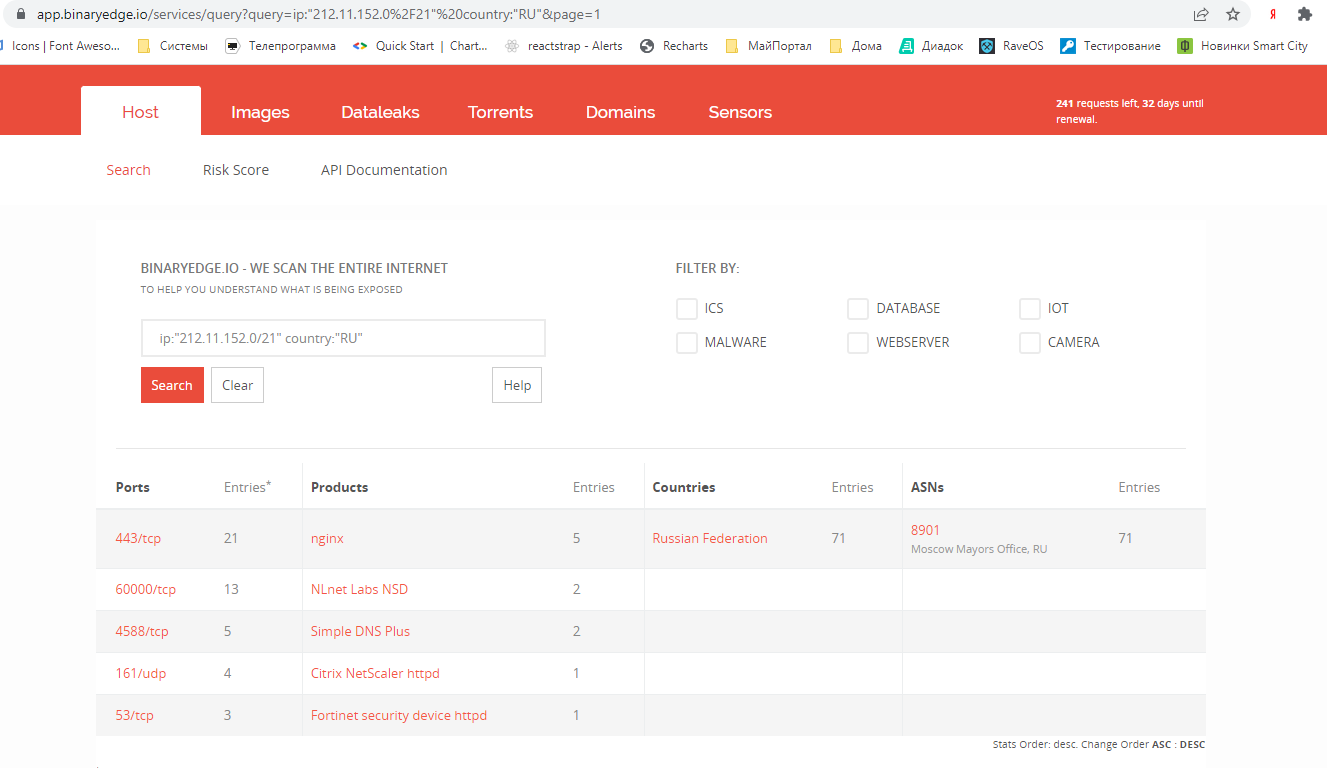 app.binaryedge.io/services/query?query=ip:"212.11.152.0%2F21"%20country:"RU"&page=1
Я
Icons | Font Aweso... Системы Телепрограмма Quick Start | Chart... reactstrap - Alerts Recharts МайПортал Дома Диадок RaveOS Тестирование Новинки Smart City
Host Images Dataleaks Torrents Domains Sensors
241 requests left, 32 days until
renewal.
Search Risk Score API Documentation
BINARYEDGE.IO - WE SCAN THE ENTIRE INTERNET
TO HELP YOU UNDERSTAND WHAT IS BEING EXPOSED
ip:"212.11.152.0/21" country:"RU"
Search Clear Help
FILTER BY:
ICS DATABASE IOT
MALWARE WEBSERVER CAMERA
Ports Entries* Products Entries Countries Entries ASNs Entries
443/tcp 21 nginx 5 Russian Federation 71 8901 71
Moscow Mayors Office, RU
60000/tcp 13 NLnet Labs NSD 2
4588/tcp 5 Simple DNS Plus 2
161/udp 4 Citrix NetScaler httpd 1
53/tcp 3 Fortinet security device httpd 1
Stats Order: desc. Change Order ASC : DESC